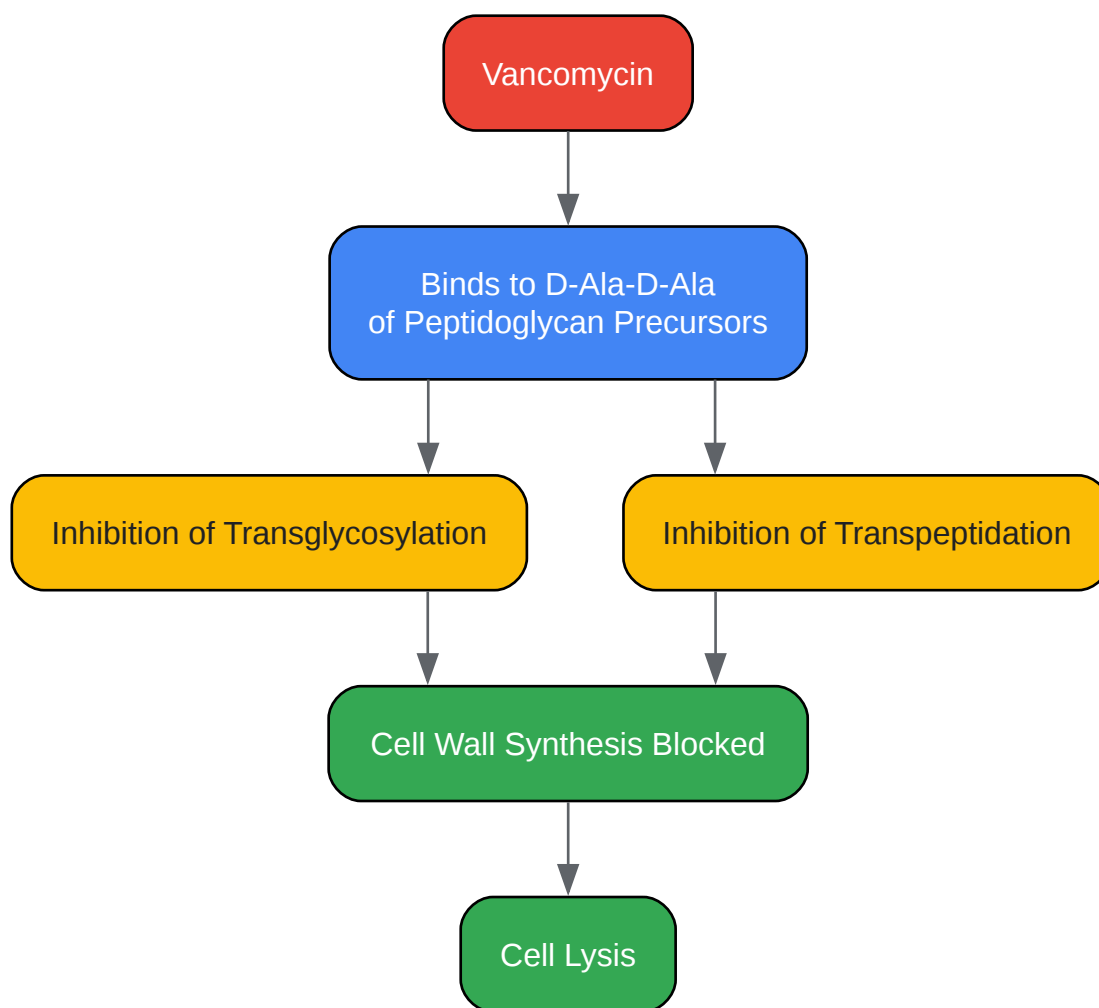 Vancomycin
Binds to D-Ala-D-Ala
of Peptidoglycan Precursors
Inhibition of Transglycosylation
Inhibition of Transpeptidation
Cell Wall Synthesis Blocked
Cell Lysis